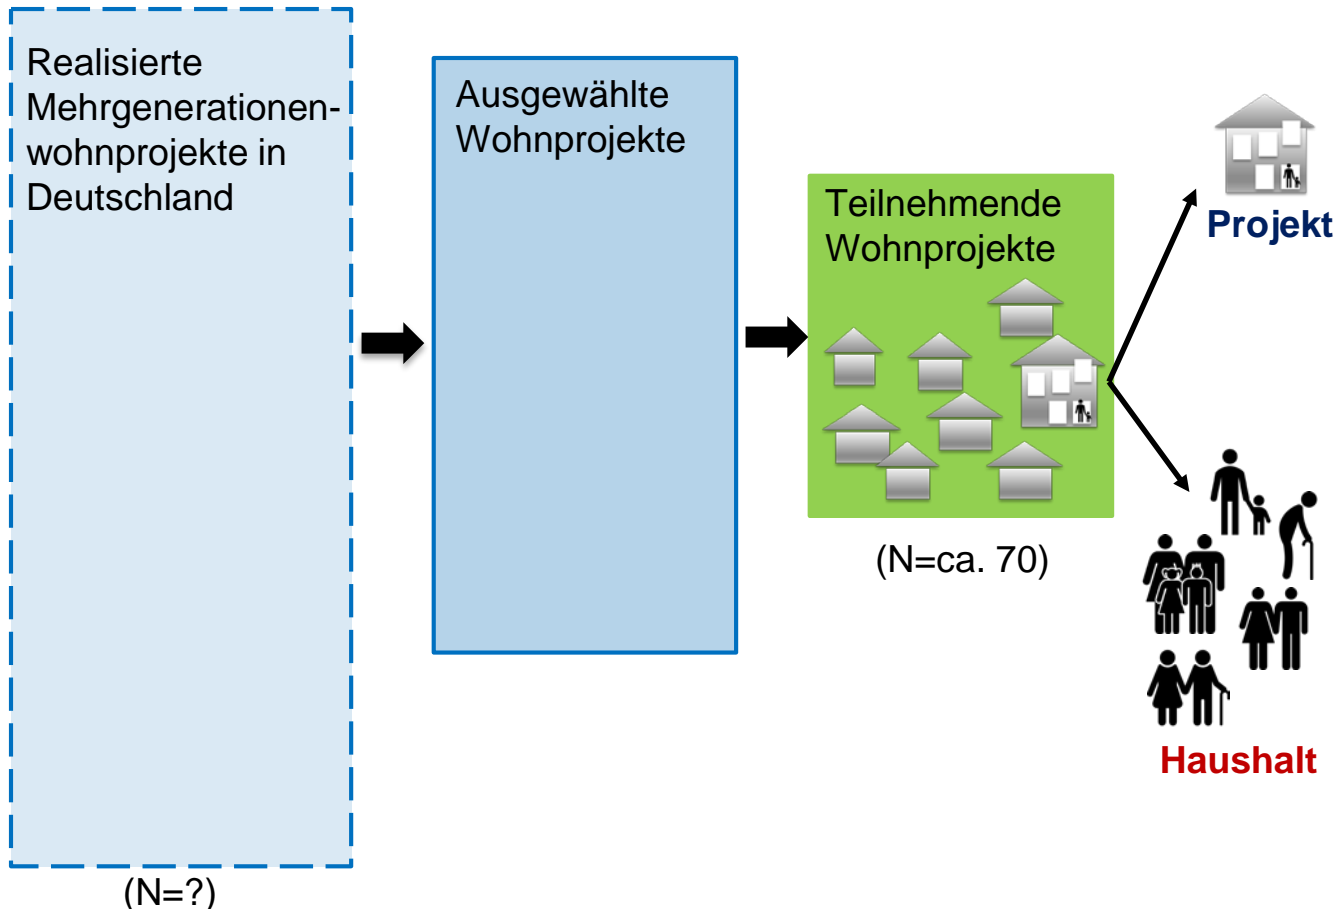 Realisierte
Mehrgenerationen-
wohnprojekte in
Deutschland
(N=?)
Ausgewählte
Wohnprojekte
Teilnehmende
Wohnprojekte
(N=ca. 70)
Projekt
Haushalt